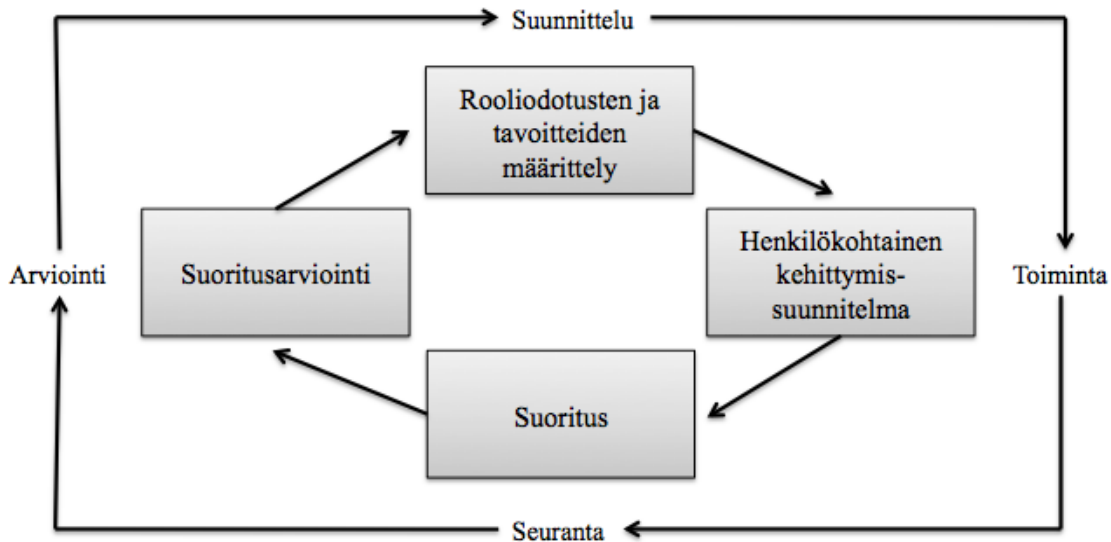 Suunnittelu
Rooliodotusten ja
tavoitteiden
määrittely
Henkilökohtainen
kehittymis-
suunnitelma
Suoritusarviointi
Arviointi
Toiminta
Suoritus
Seuranta